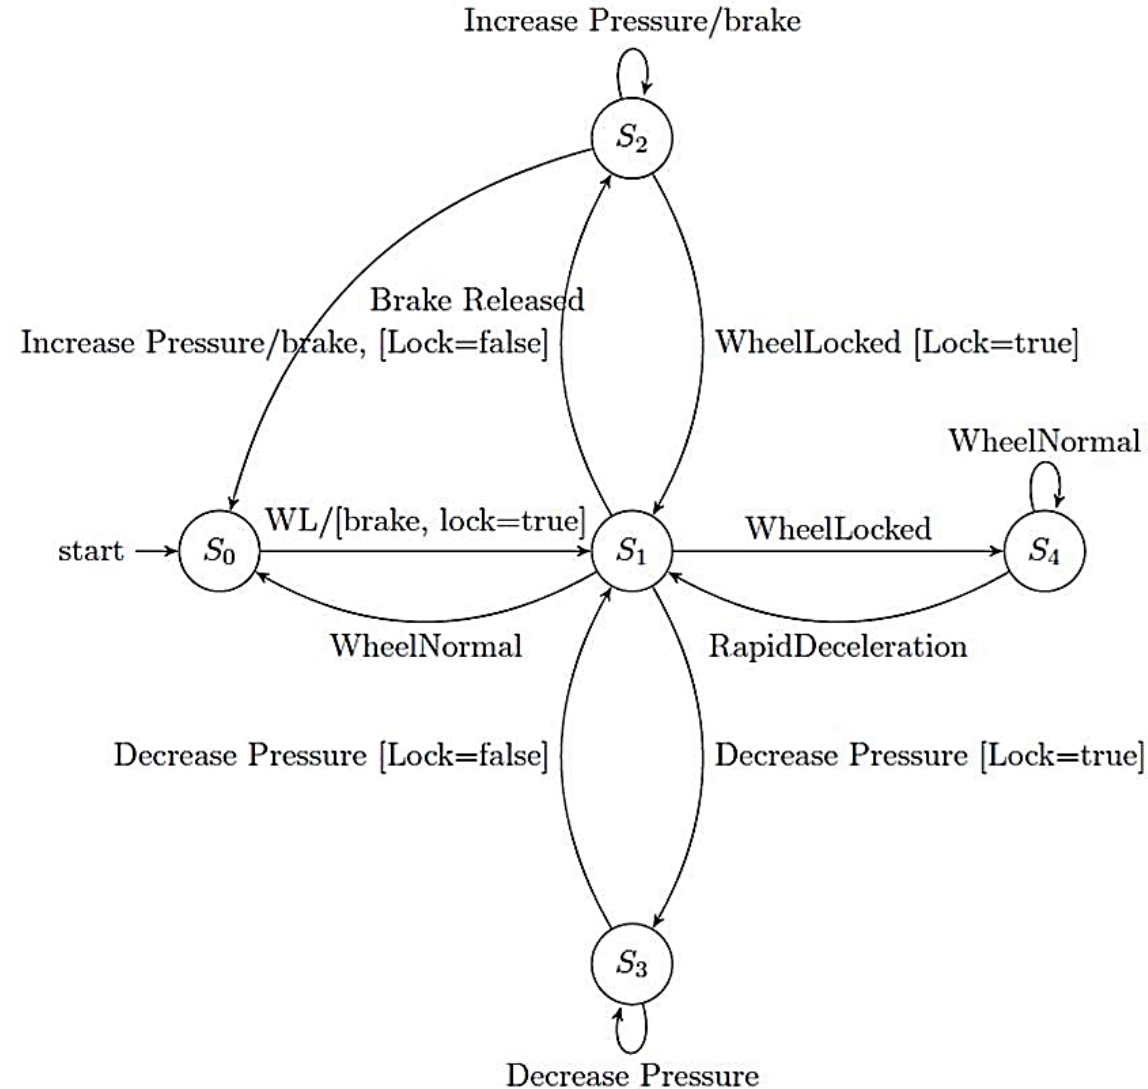 Increase Pressure/brake
S2
Brake Released
Increase Pressure/brake, [Lock=false]
WheelLocked [Lock=true]
WheelNormal
WL/[brake, lock=true]
WheelLocked
start
S0
S1
S4
WheelNormal
RapidDeceleration
Decrease Pressure [Lock=false]
Decrease Pressure [Lock=true]
S3
Decrease Pressure